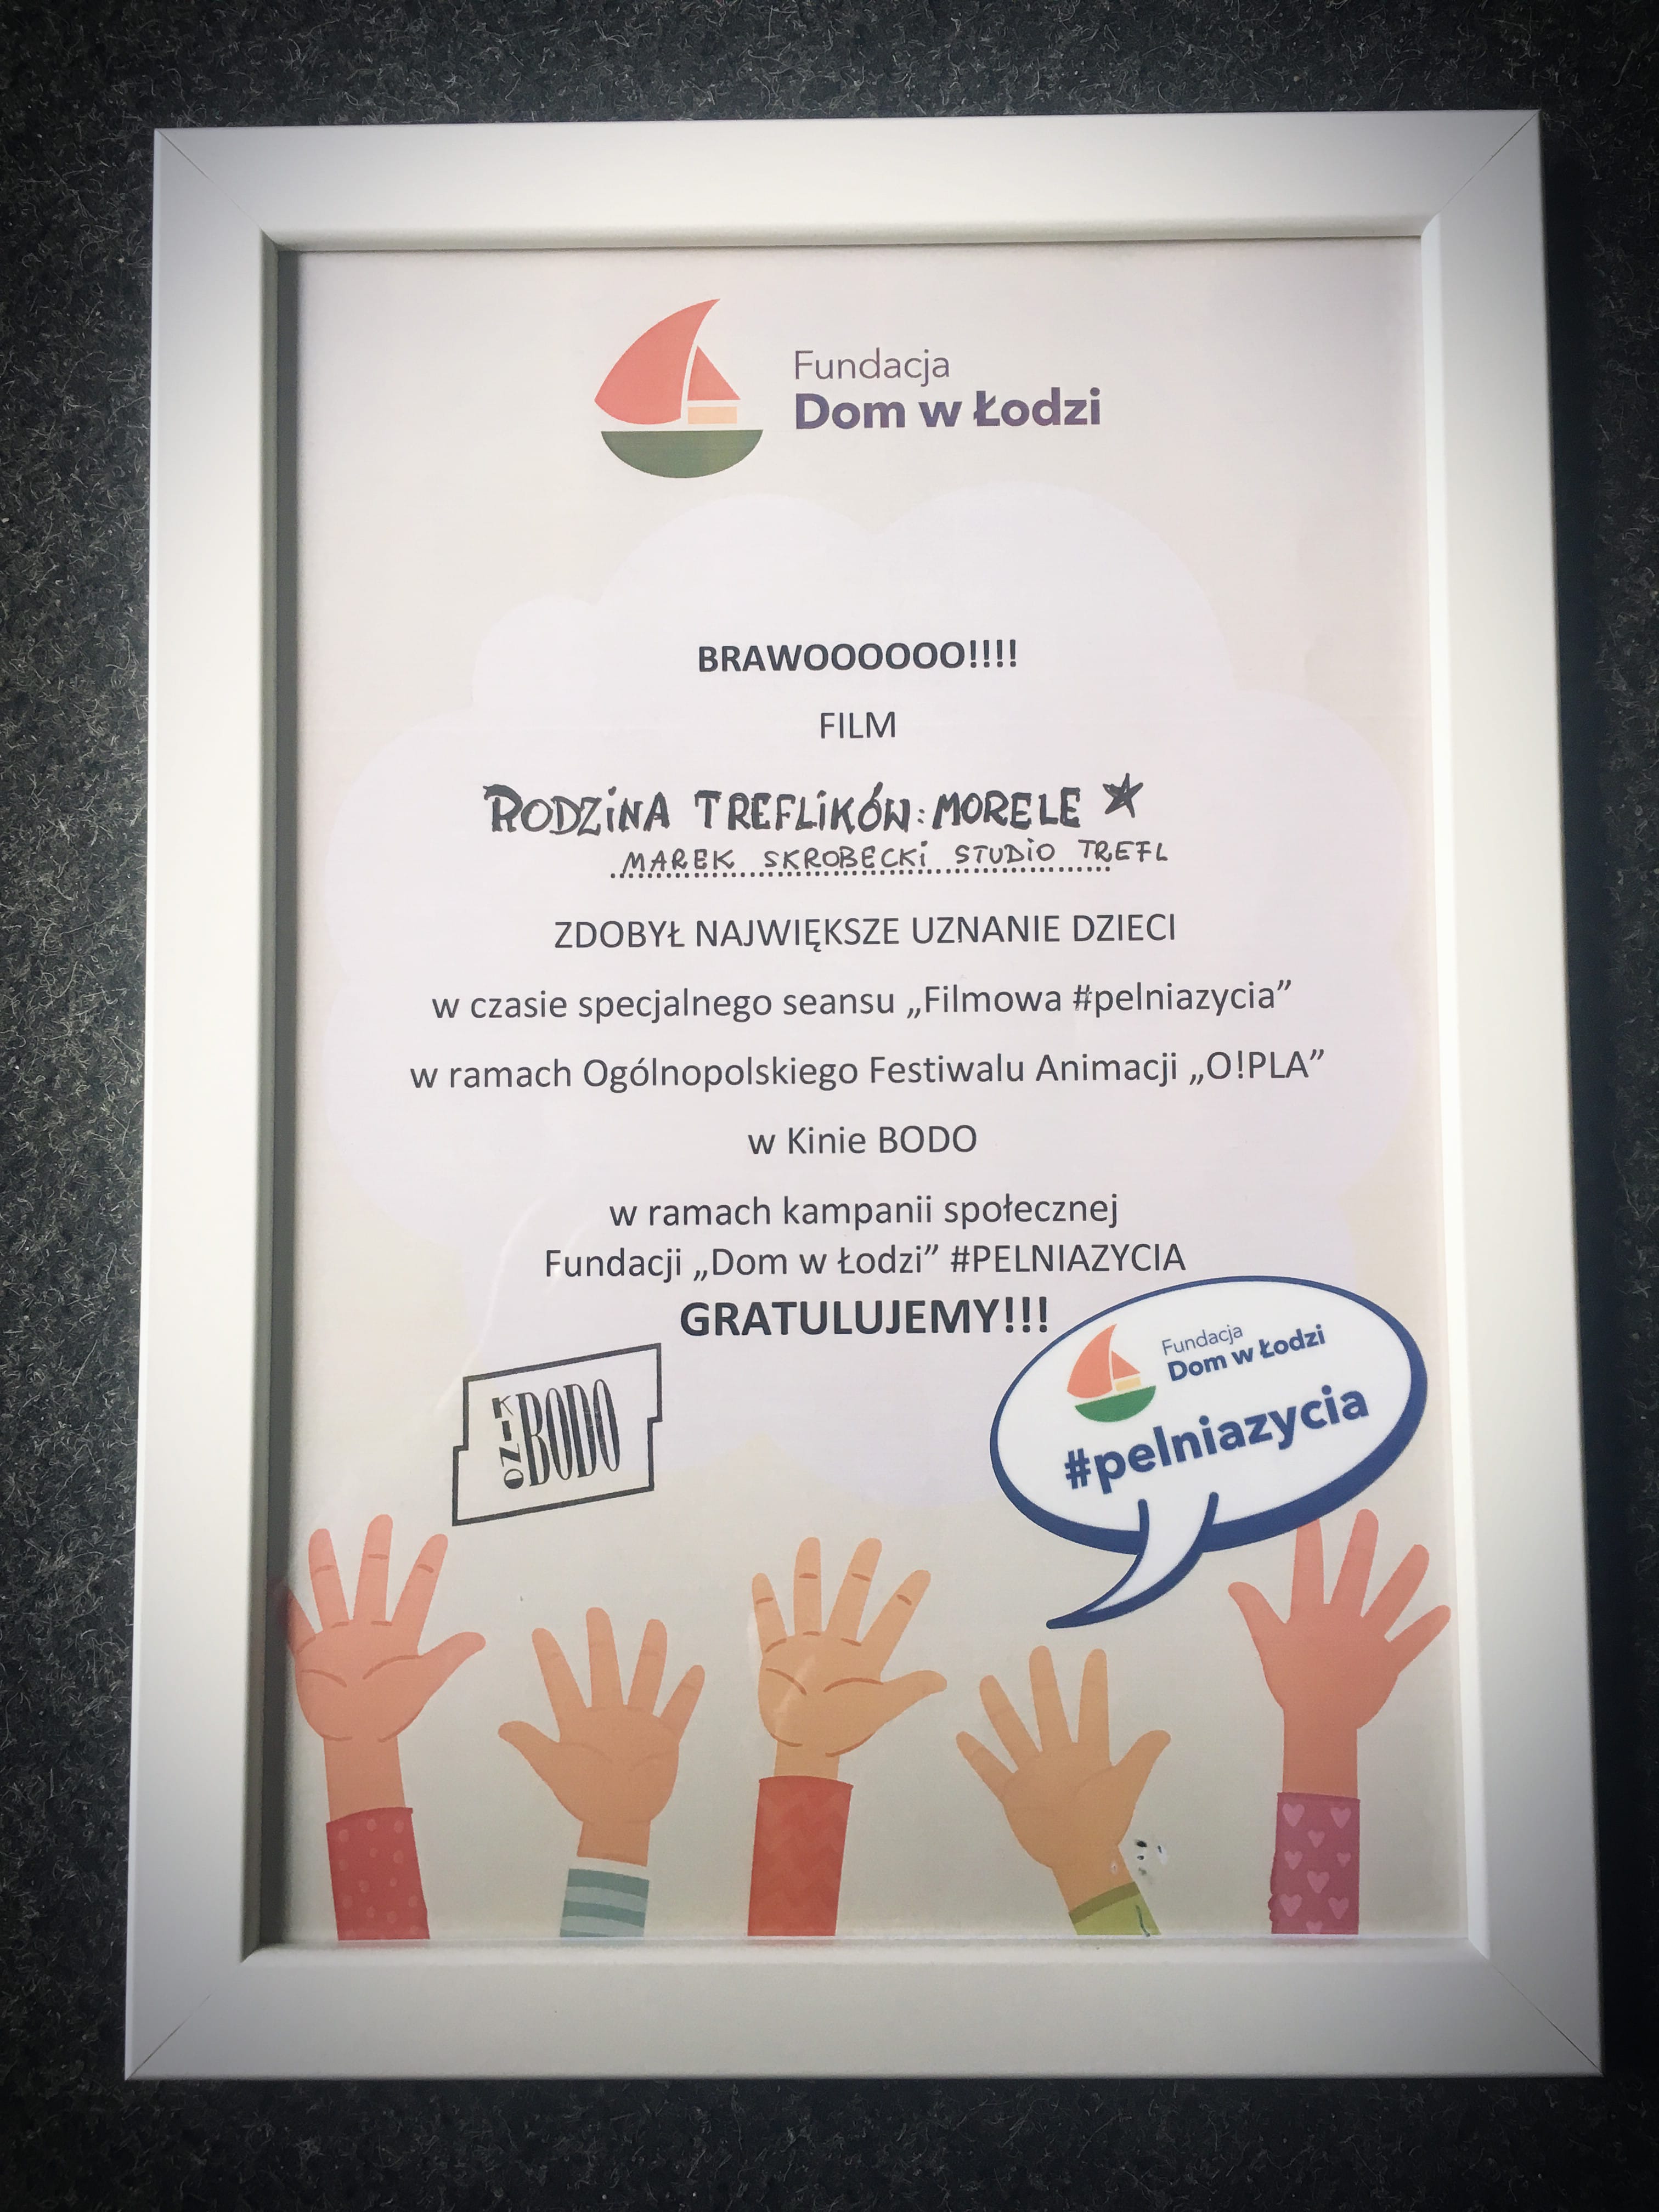 Fundacja
Dom w Łodzi
BRAWOOOOOO!!!!
FILM
RODZINA TREFLIKÓW: MORELE
MAREK SKROBECKI STUDIO TREFL
ZDOBYŁ NAJWIĘKSZE UZNANIE DZIECI
w czasie specjalnego seansu „Filmowa #pelniazycia”
w ramach Ogólnopolskiego Festiwalu Animacji „O!PLA”
w Kinie BODO
w ramach kampanii społecznej
Fundacji „Dom w Łodzi” #PELNIAZYCIA
GRATULUJEMY!!!
KINO BODO
Fundacja
Dom w Łodzi
#pelniazycia